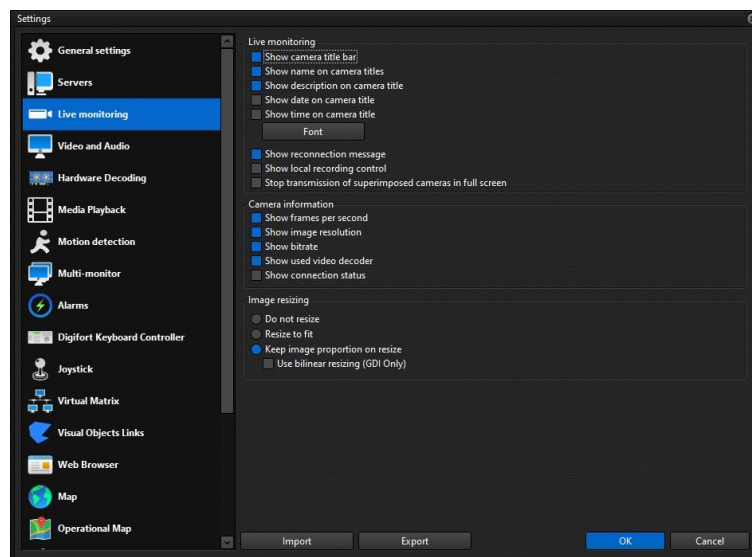 Settings
General settings
Servers
Live monitoring
Video and Audio
Hardware Decoding
Media Playback
Motion detection
Multi-monitor
Alarms
Digifort Keyboard Controller
Joystick
Virtual Matrix
Visual Objects Links
Web Browser
Map
Operational Map
Live monitoring
Show camera title bar
Show name on camera titles
Show description on camera title
Show date on camera title
Show time on camera title
Font
Show reconnection message
Show local recording control
Stop transmission of superimposed cameras in full screen
Camera information
Show frames per second
Show image resolution
Show bitrate
Show used video decoder
Show connection status
Image resizing
Do not resize
Resize to fit
Keep image proportion on resize
Use bilinear resizing (GDI Only)
Import
Export
OK
Cancel